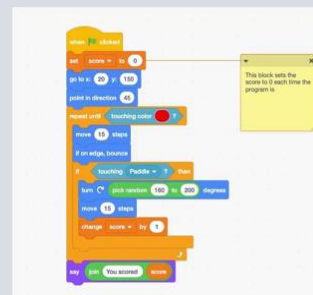 when clicked
set score to 0
go to x: 20 y: 150
point in direction 45
repeat until touching color ?
move 15 steps
if on edge, bounce
if touching Paddle ? then
turn pick random 160 to 200 degrees
move 15 steps
change score by 1
say join You scored score
This block sets the
score to 0 each time the
program is